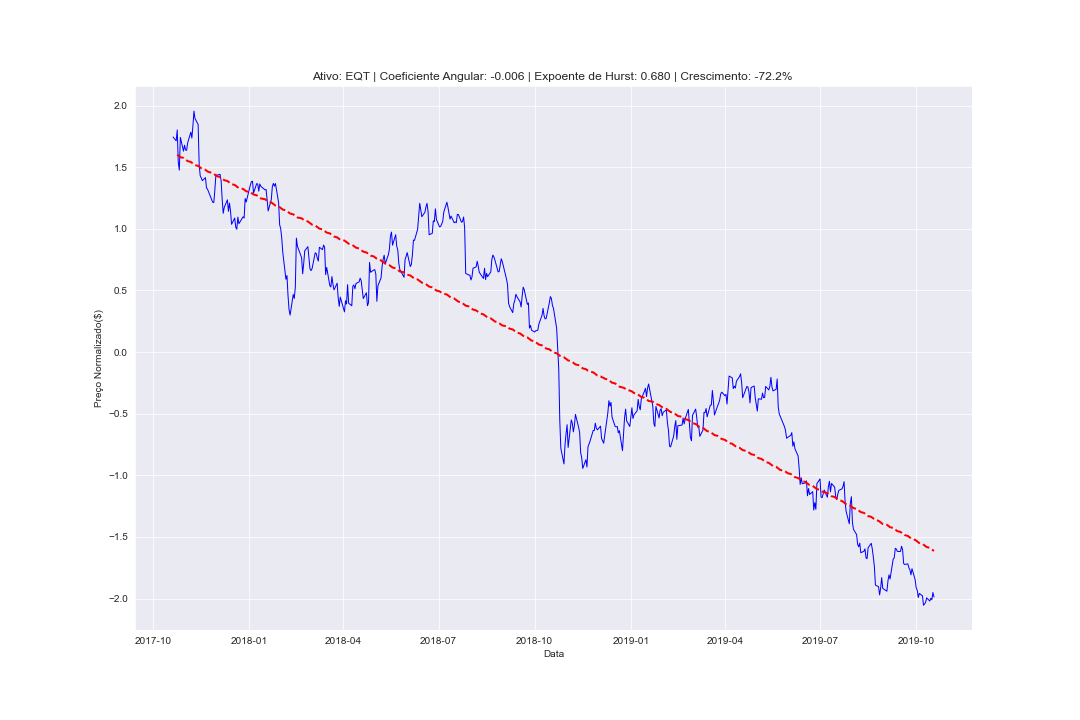 Ativo: EQT | Coeficiente Angular: -0.006 | Expoente de Hurst: 0.680 | Crescimento: -72.2%
2.0
1.5
1.0
0.5
0.0
−0.5
−1.0
−1.5
−2.0
Preço Normalizado($)
2017-10 2018-01 2018-04 2018-07 2018-10 2019-01 2019-04 2019-07 2019-10
Data